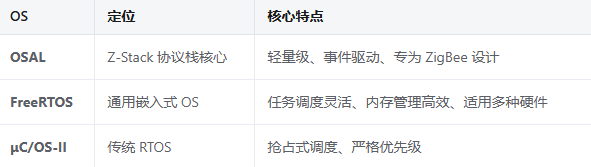 OS 定位 核心特点
OSAL Z-Stack 协议栈核心 轻量级、事件驱动、专为 ZigBee 设计
FreeRTOS 通用嵌入式 OS 任务调度灵活、内存管理高效、适用多种硬件
μC/OS-II 传统 RTOS 抢占式调度、严格优先级